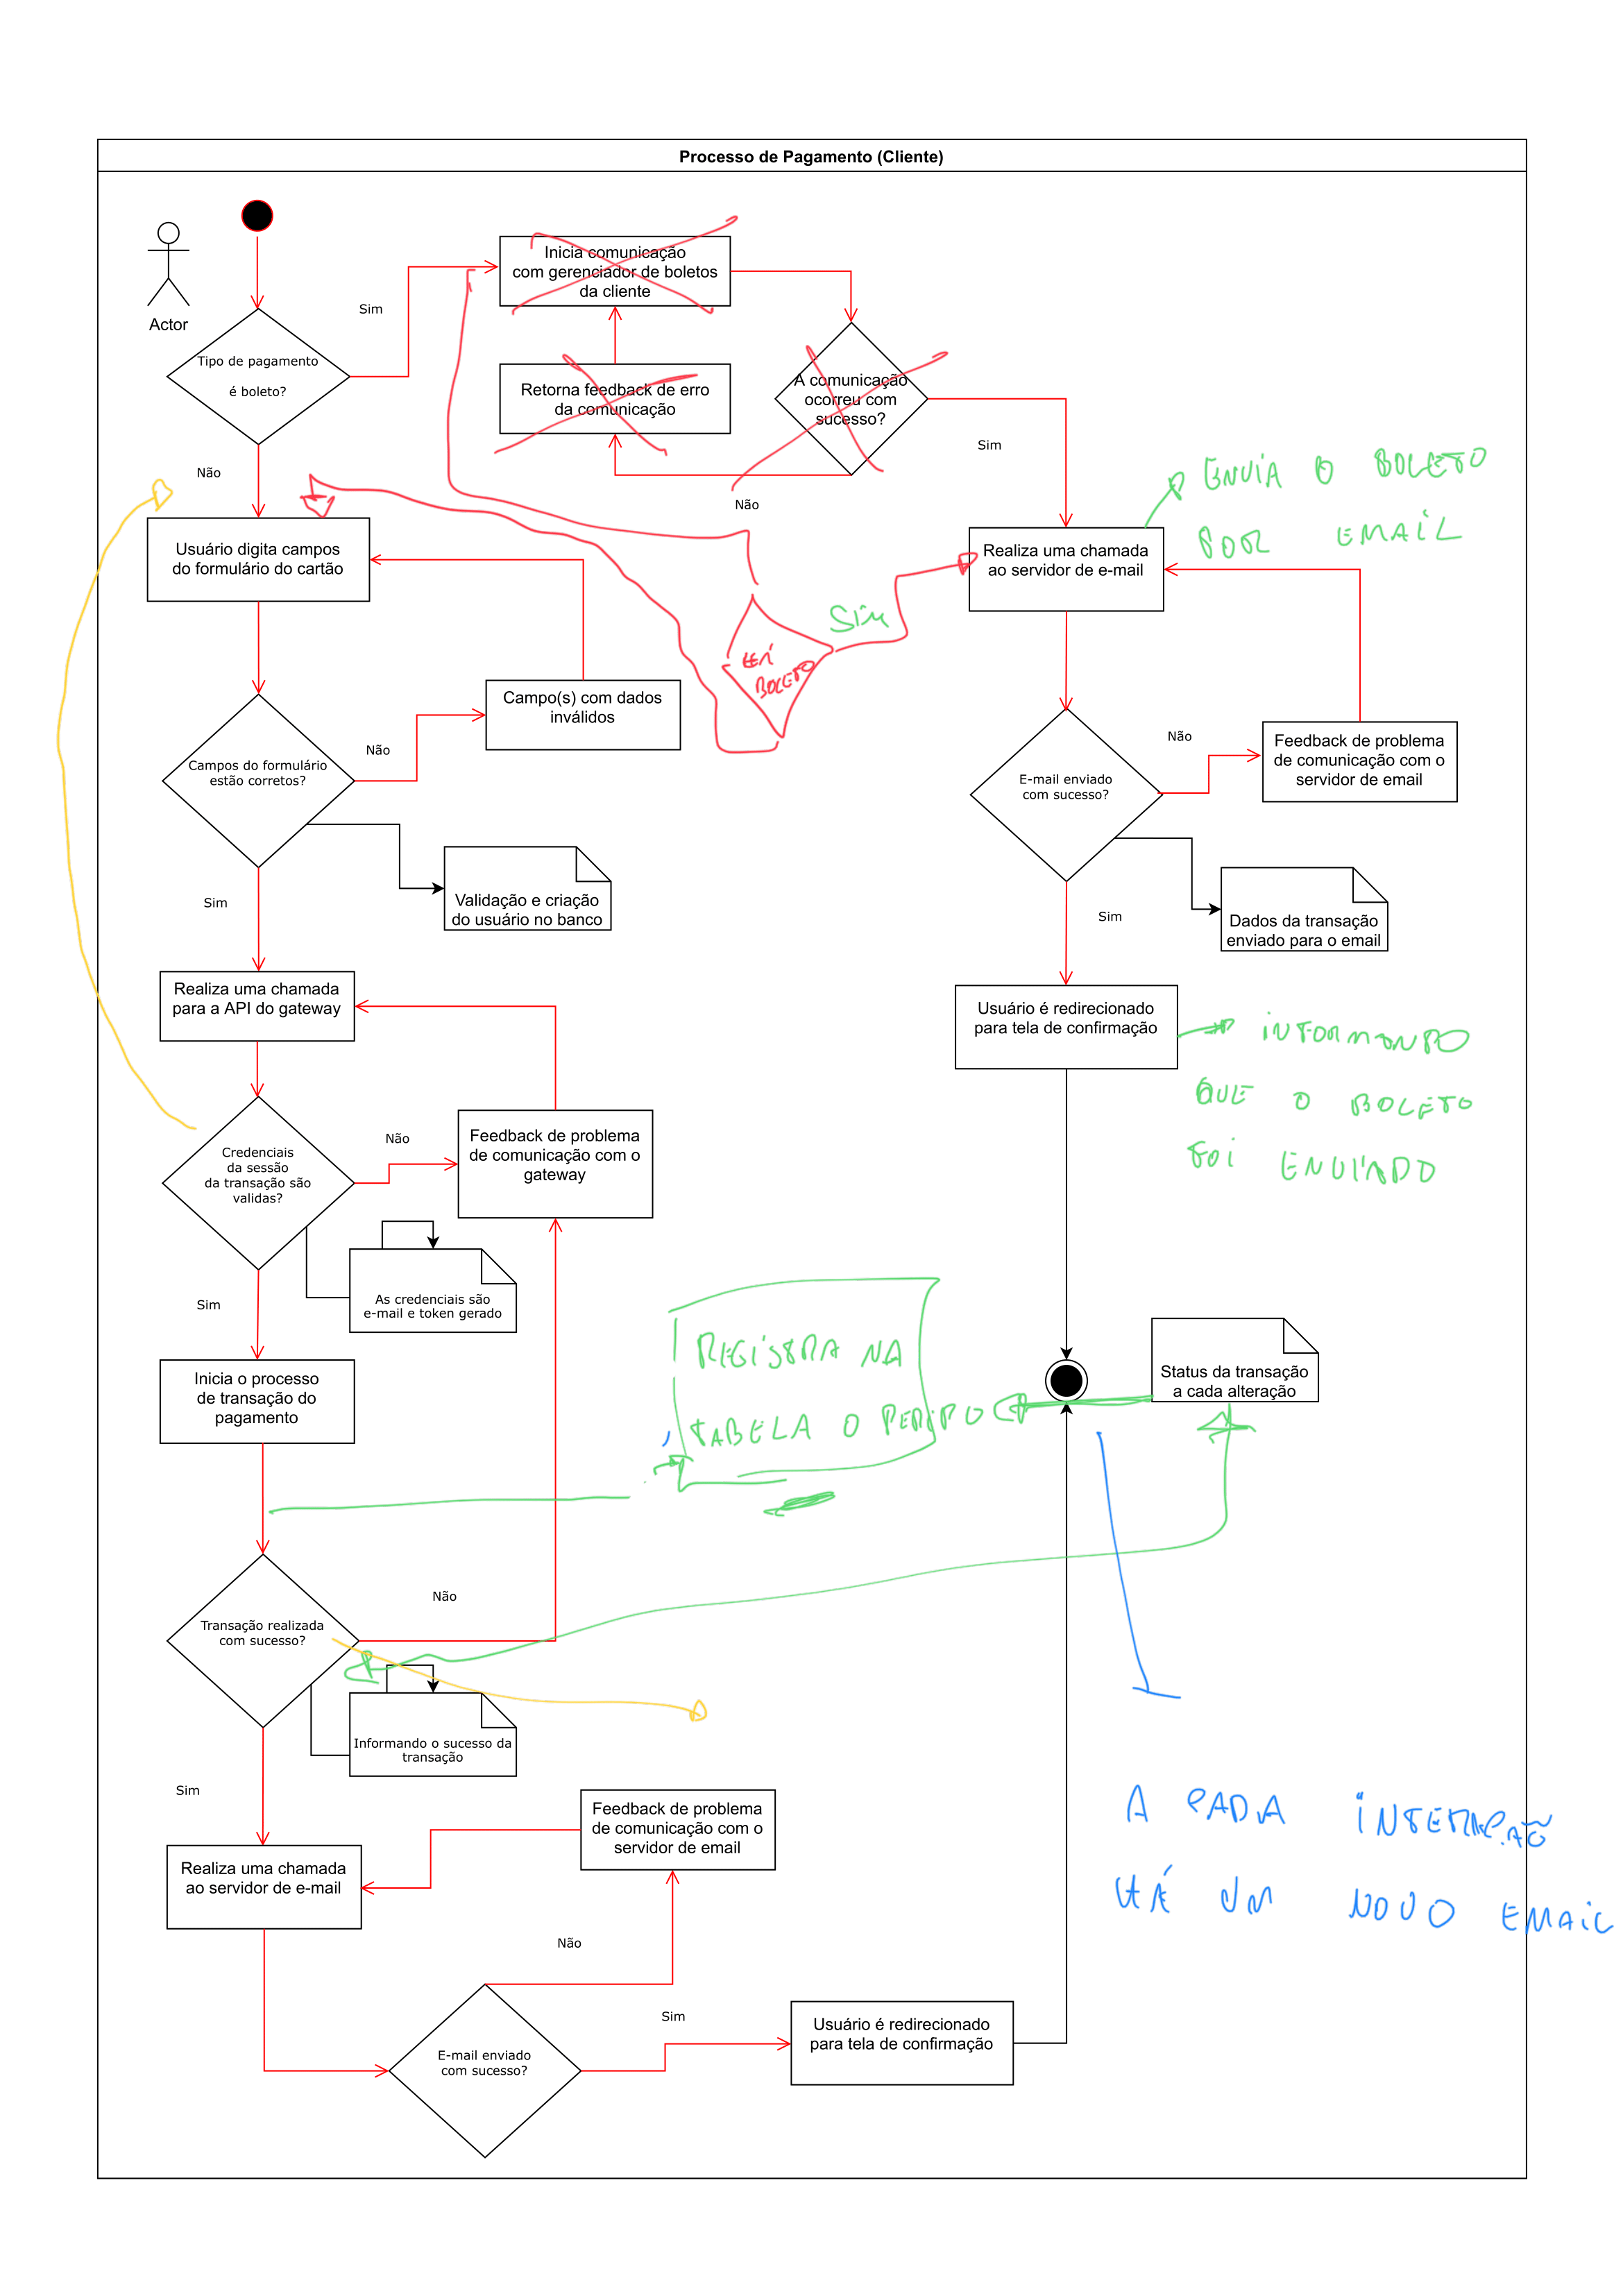 Processo de Pagamento (Cliente)
Actor
Tipo de pagamento
é boleto?
Sim
Não
Inicia comunicação
com gerenciador de boletos
da cliente
Retorna feedback de erro
da comunicação
A comunicação
ocorreu com
sucesso?
Não
Sim
ENVIA O BOLETO
POR EMAIL
Realiza uma chamada
ao servidor de e-mail
Usuário digita campos
do formulário do cartão
BOLETO
Sim
Campo(s) com dados
inválidos
Campos do formulário
estão corretos?
Não
Sim
Validação e criação
do usuário no banco
E-mail enviado
com sucesso?
Não
Feedback de problema
de comunicação com o
servidor de email
Sim
Dados da transação
enviado para o email
Realiza uma chamada
para a API do gateway
Usuário é redirecionado
para tela de confirmação
INFORMANDO
QUE O BOLETO
FOI ENVIADO
Credenciais
da sessão
da transação são
validas?
Não
Feedback de problema
de comunicação com o
gateway
Sim
As credenciais são
e-mail e token gerado
REGISTRA NA
TABELA O PEDIDO
Status da transação
a cada alteração
Inicia o processo
de transação do
pagamento
Transação realizada
com sucesso?
Não
Informando o sucesso da
transação
Sim
A CADA INTERAÇÃO
UM NOVO EMAIL
Feedback de problema
de comunicação com o
servidor de email
Realiza uma chamada
ao servidor de e-mail
Não
E-mail enviado
com sucesso?
Sim
Usuário é redirecionado
para tela de confirmação